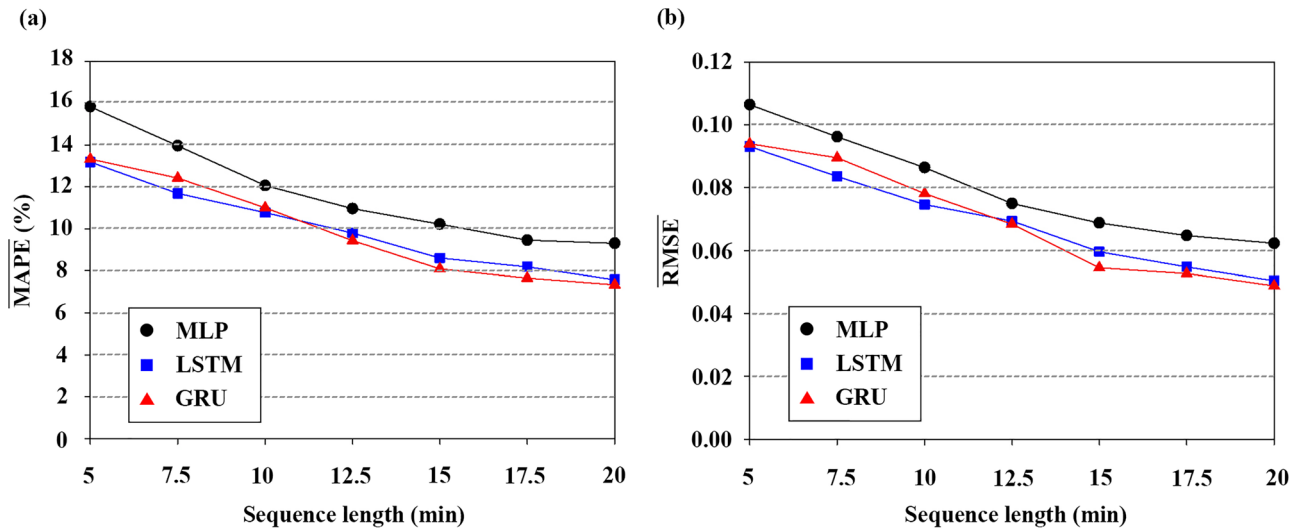 (a)
18
16
14
12
10
8
6
4
2
0
MAPE (%)
MLP
LSTM
GRU
5 7.5 10 12.5 15 17.5 20
Sequence length (min)
(b)
0.12
0.10
0.08
0.06
0.04
0.02
0.00
RMSE
MLP
LSTM
GRU
5 7.5 10 12.5 15 17.5 20
Sequence length (min)